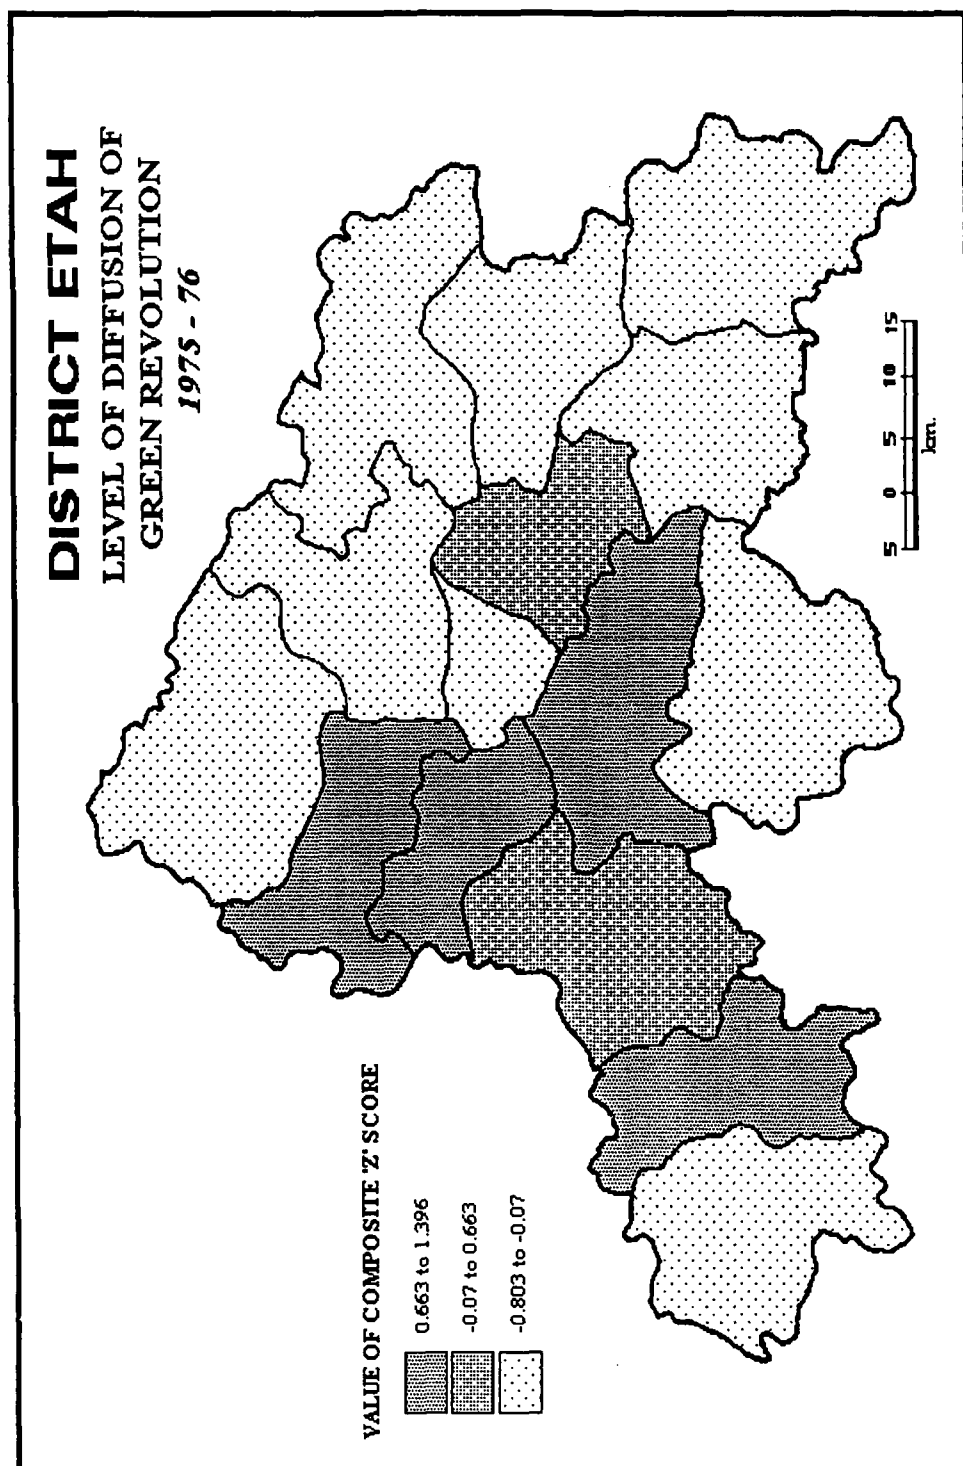 DISTRICT ETAH
LEVEL OF DIFFUSION OF
GREEN REVOLUTION
1975 - 76
VALUE OF COMPOSITE 'Z' SCORE
0.663 to 1.396
-0.07 to 0.663
-0.803 to -0.07
5 0 5 10 15
km.